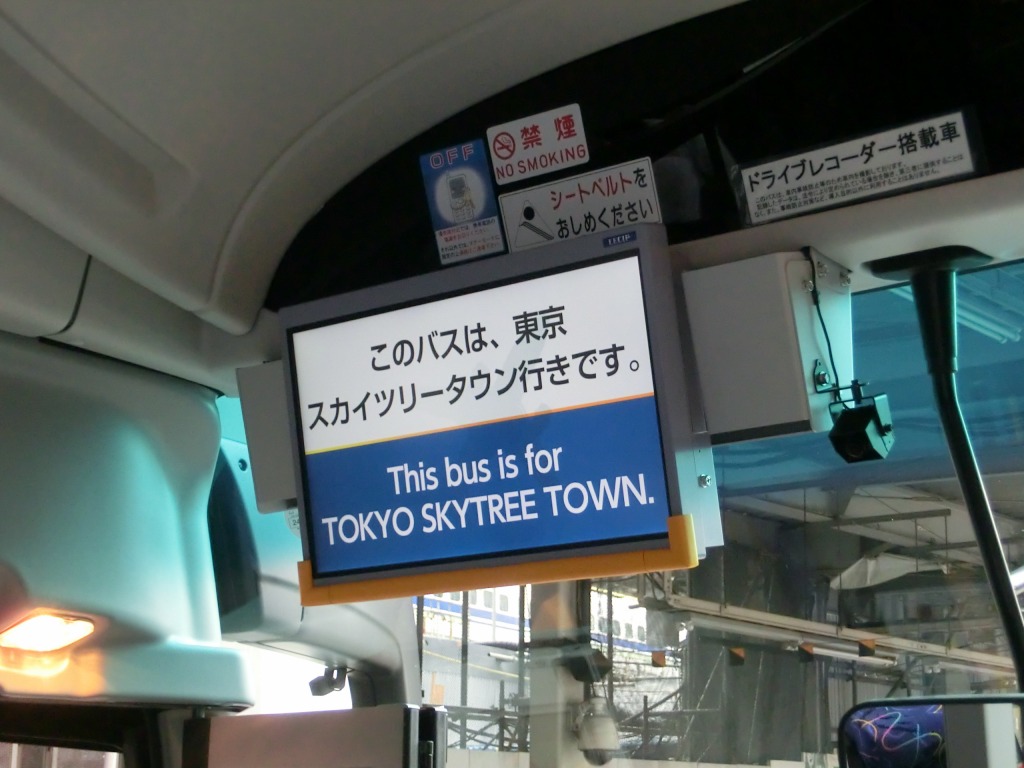 OFF
禁煙
NO SMOKING
シートベルトを
おしめください
ドライブレコーダー搭載車
このバスは、東京
スカイツリータウン行きです。
This bus is for
TOKYO SKYTREE TOWN.